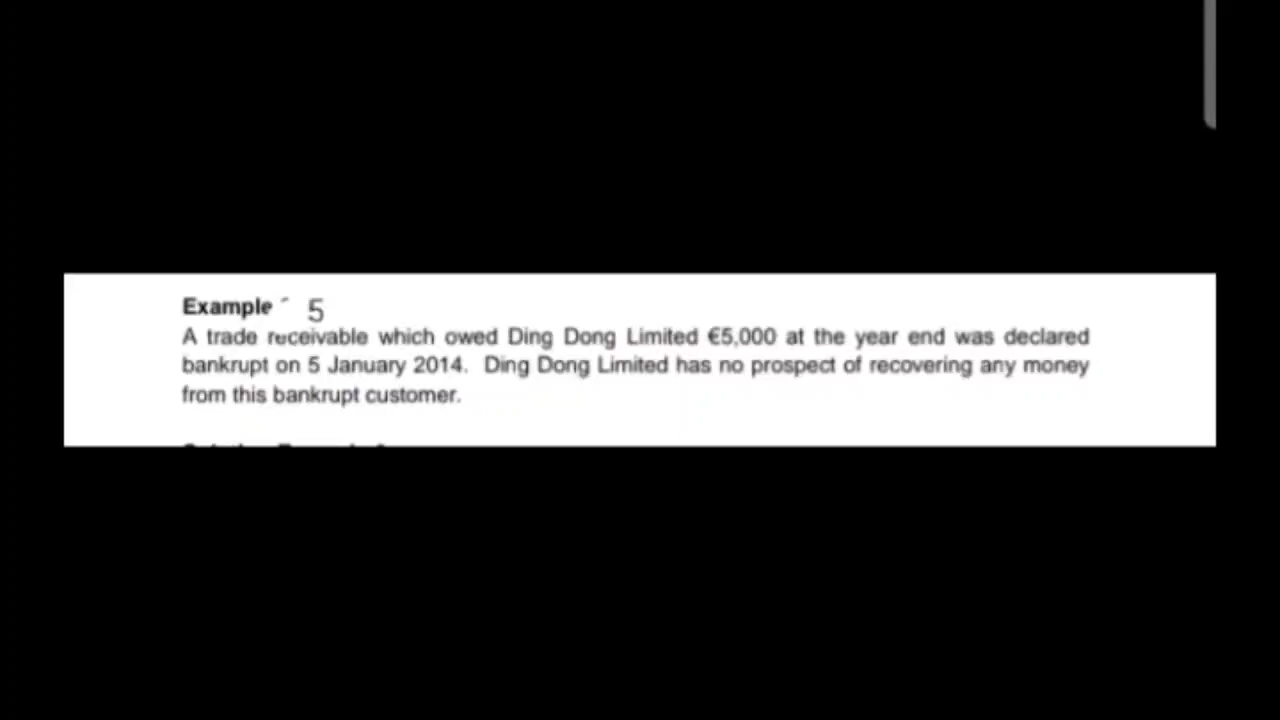 Example 5
A trade receivable which owed Ding Dong Limited €5,000 at the year end was declared
bankrupt on 5 January 2014. Ding Dong Limited has no prospect of recovering any money
from this bankrupt customer.